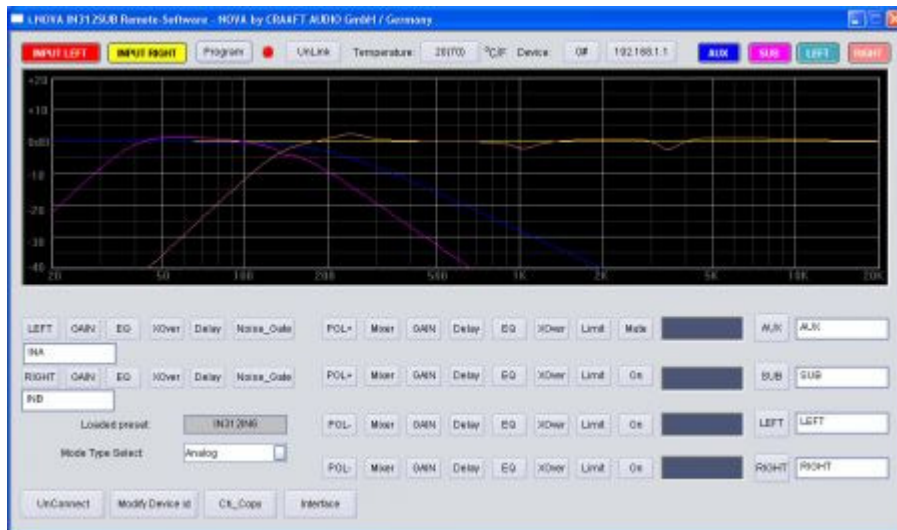 LNOVA IN312SUB Remote-Software - NOVA by CRAAFT AUDIO GmbH / Germany
INPUT LEFT INPUT RIGHT Program UnLink Temperature: 20(70) °C/F Device: 0# 192.168.1.1 AUX SUB LEFT RIGHT
+20
+10
0dB
-10
-20
-30
-40
20 50 100 200 500 1K 2K 5K 10K 20K
LEFT GAIN EQ XOver Delay Noise_Gate POL+ Mixer GAIN Delay EQ XOver Limit Mute AUX AUX
INA
RIGHT GAIN EQ XOver Delay Noise_Gate POL+ Mixer GAIN Delay EQ XOver Limit On SUB SUB
INB
Loaded preset: POL- Mixer GAIN Delay EQ XOver Limit On LEFT LEFT
Mode Type Select: Analog
POL- Mixer GAIN Delay EQ XOver Limit On RIGHT RIGHT
UnConnect Modify Device id Ch_Copy Interface